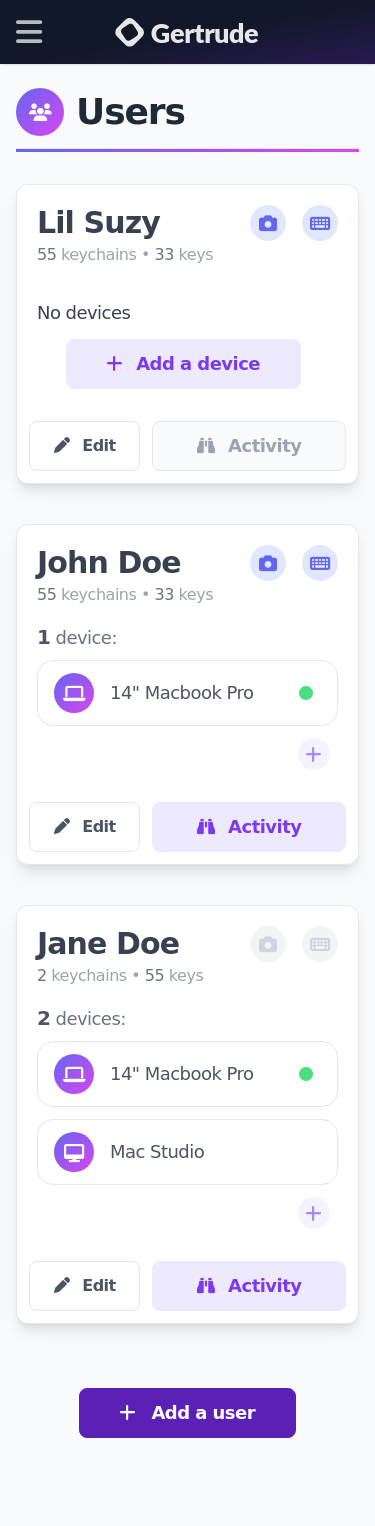 Gertrude
Users
Lil Suzy
55 keychains • 33 keys
No devices
Add a device
Edit
Activity
John Doe
55 keychains • 33 keys
1 device:
14" Macbook Pro
Edit
Activity
Jane Doe
2 keychains • 55 keys
2 devices:
14" Macbook Pro
Mac Studio
Edit
Activity
Add a user